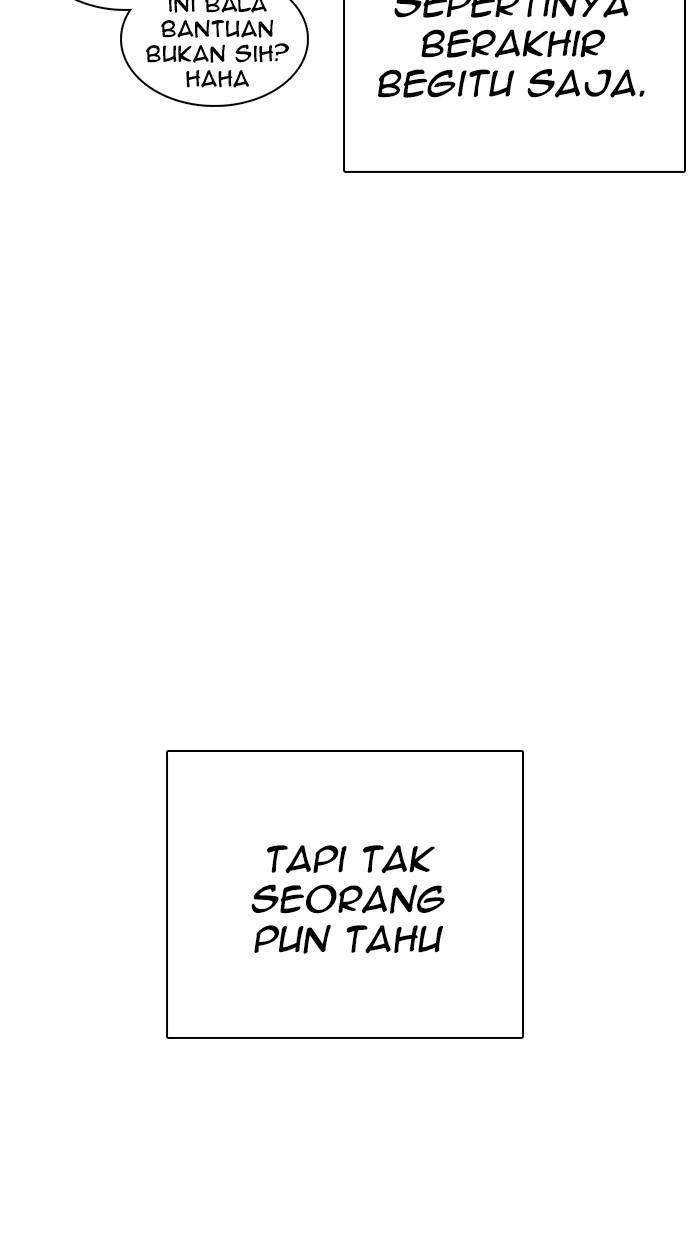 INI BALA
BANTUAN
BUKAN SIH?
HAHA
SEPERTINYA
BERAKHIR
BEGITU SAJA.
TAPI TAK
SEORANG
PUN TAHU